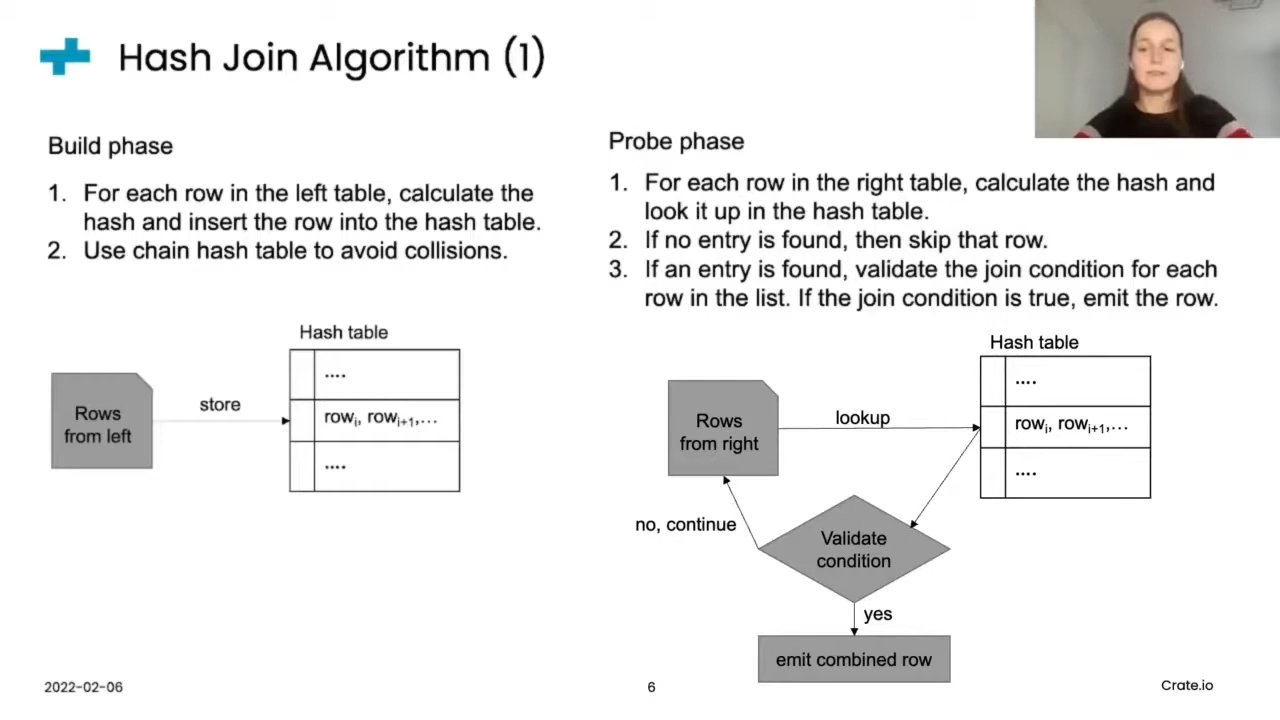 Hash Join Algorithm (1)
Build phase
1. For each row in the left table, calculate the
hash and insert the row into the hash table.
2. Use chain hash table to avoid collisions.
Hash table
....
Rows
from left
store
rowᵢ, rowᵢ₊₁,...
....
Probe phase
1. For each row in the right table, calculate the hash and
look it up in the hash table.
2. If no entry is found, then skip that row.
3. If an entry is found, validate the join condition for each
row in the list. If the join condition is true, emit the row.
Hash table
....
Rows
from right
lookup
rowᵢ, rowᵢ₊₁,...
....
no, continue
Validate
condition
yes
emit combined row
2022-02-06
6
Crate.io